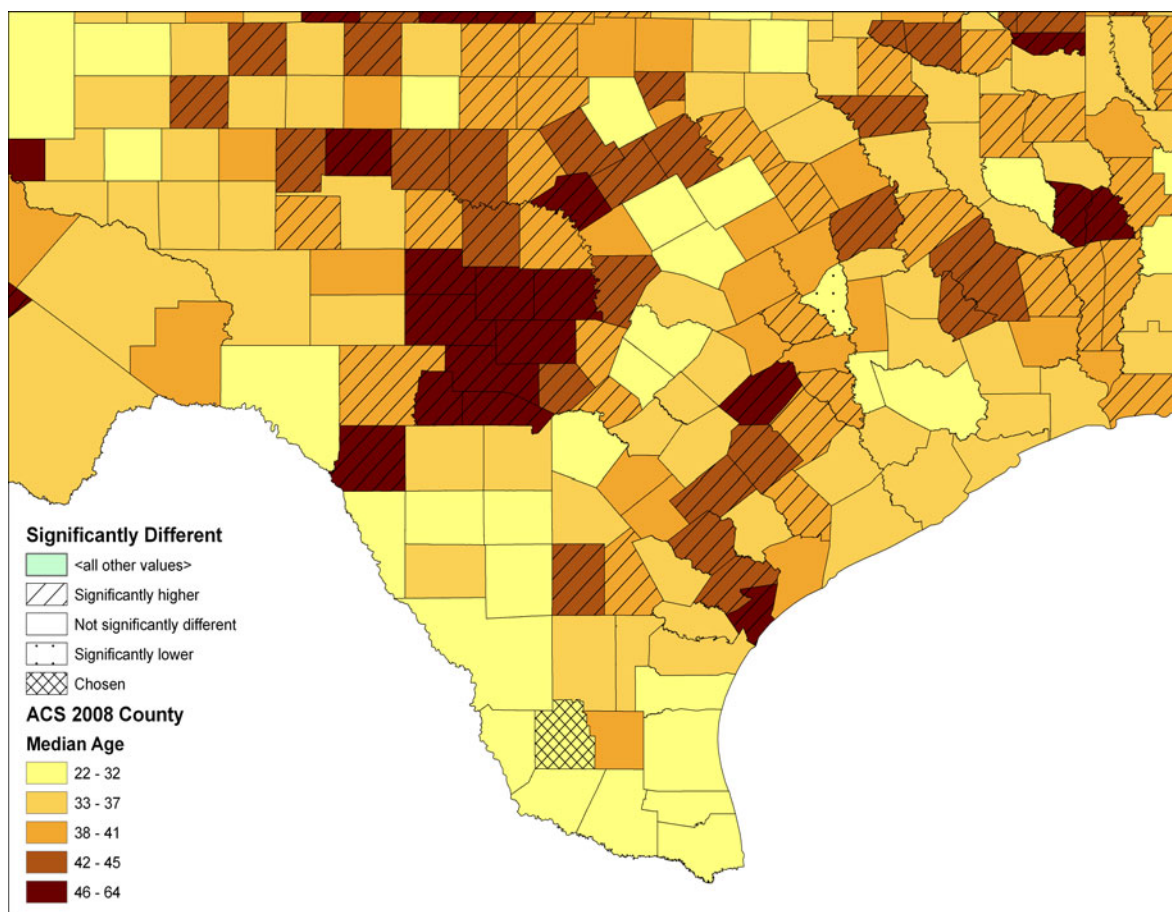 Significantly Different
<all other values>
Significantly higher
Not significantly different
Significantly lower
Chosen
ACS 2008 County
Median Age
22 - 32
33 - 37
38 - 41
42 - 45
46 - 64